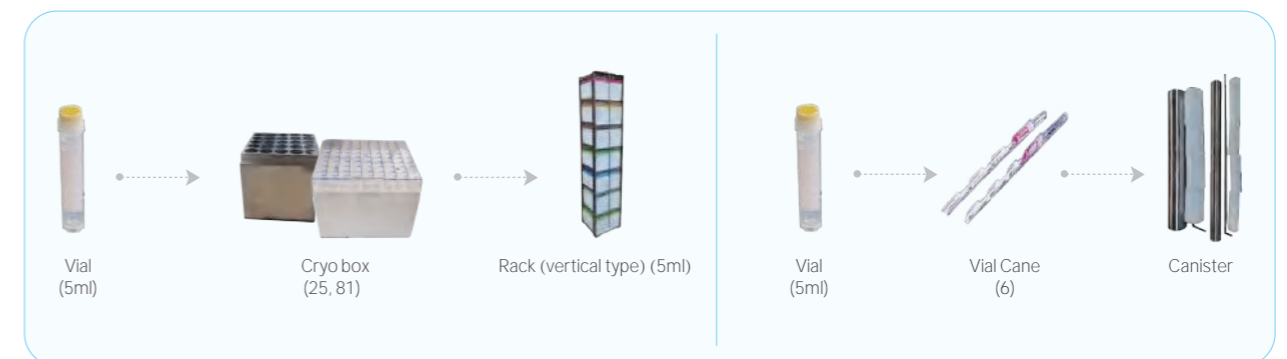 Vial
(5ml)
Cryo box
(25, 81)
Rack (vertical type) (5ml)
Vial
(5ml)
Vial Cane
(6)
Canister